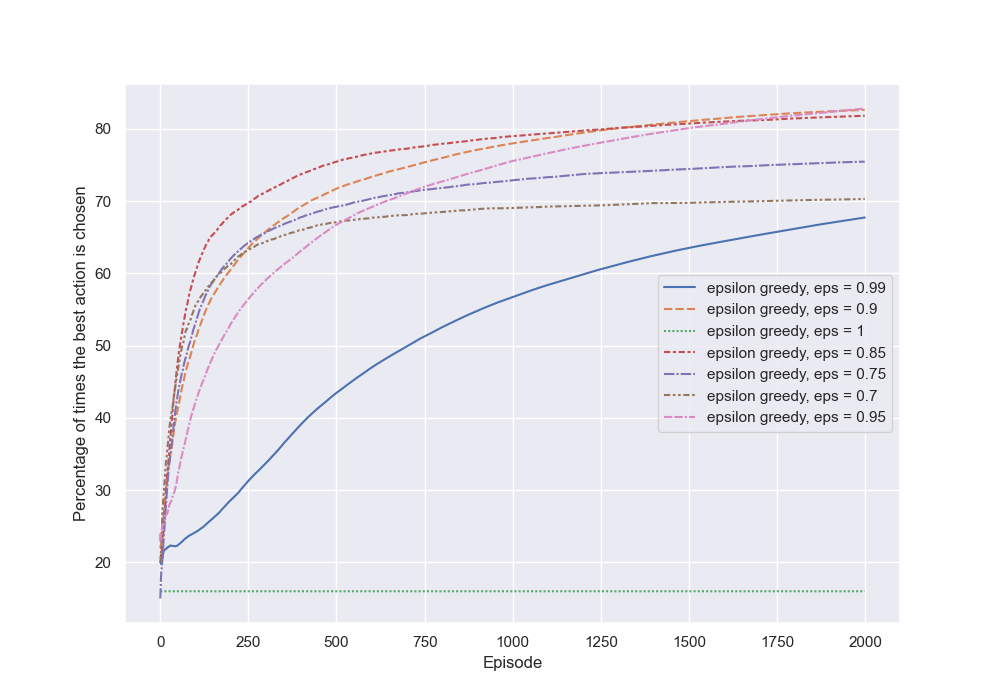 Percentage of times the best action is chosen
80
70
60
50
40
30
20
epsilon greedy, eps = 0.99
epsilon greedy, eps = 0.9
epsilon greedy, eps = 1
epsilon greedy, eps = 0.85
epsilon greedy, eps = 0.75
epsilon greedy, eps = 0.7
epsilon greedy, eps = 0.95
0 250 500 750 1000 1250 1500 1750 2000
Episode